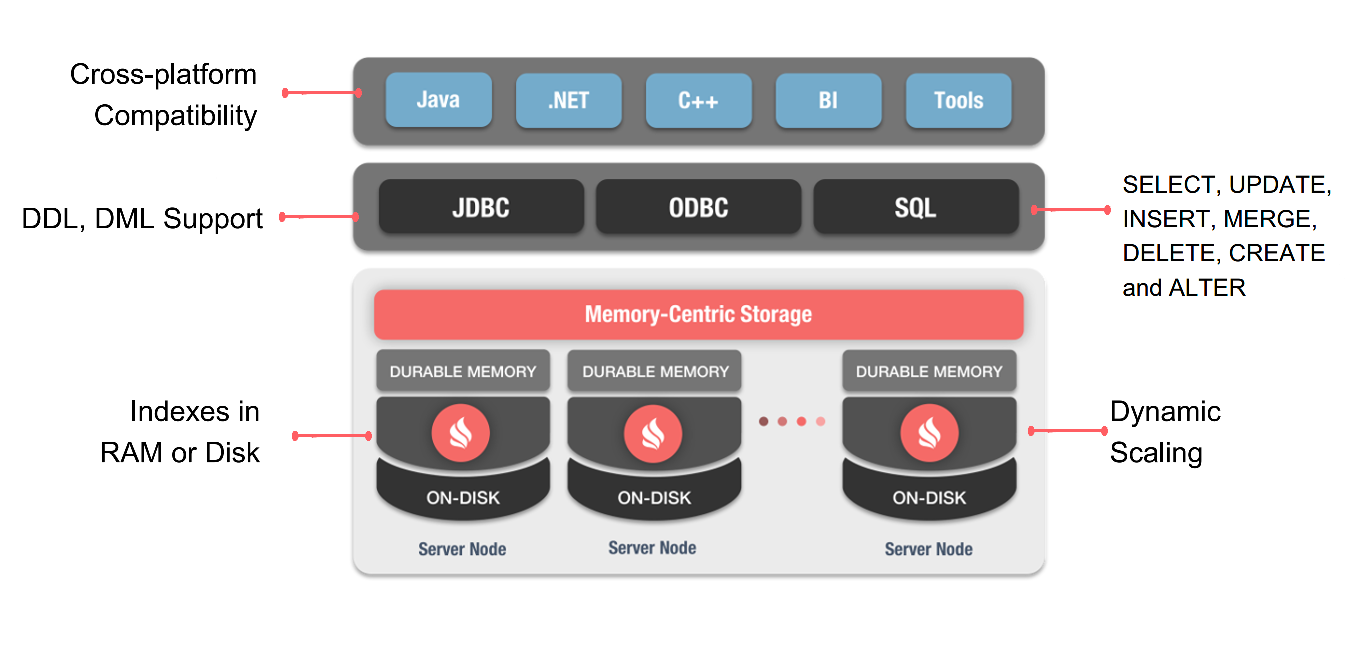 Cross-platform
Compatibility
Java
.NET
C++
BI
Tools
DDL, DML Support
JDBC
ODBC
SQL
SELECT, UPDATE,
INSERT, MERGE,
DELETE, CREATE
and ALTER
Memory-Centric Storage
DURABLE MEMORY
DURABLE MEMORY
DURABLE MEMORY
Indexes in
RAM or Disk
Dynamic
Scaling
ON-DISK
ON-DISK
ON-DISK
Server Node
Server Node
Server Node